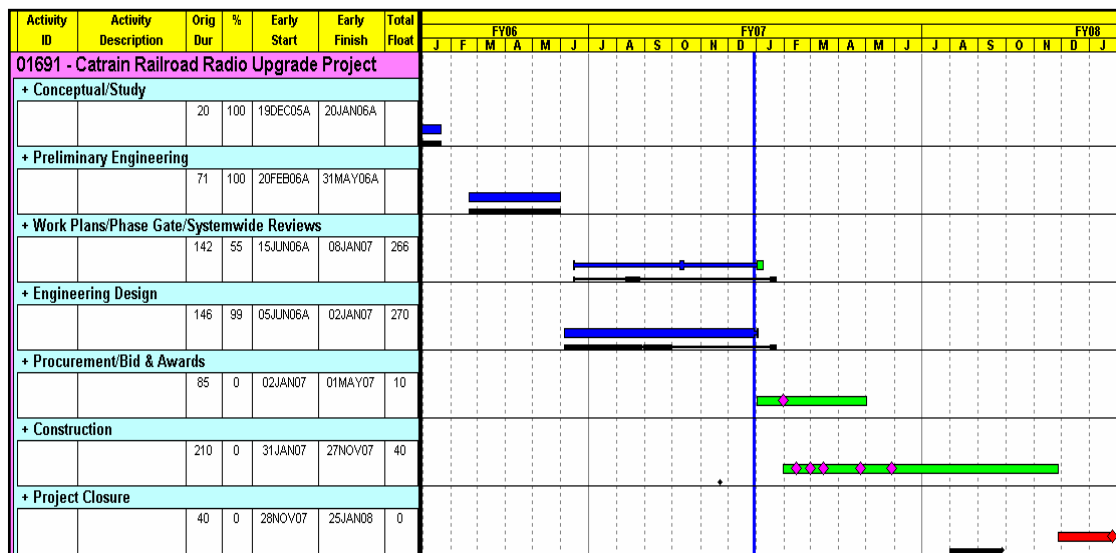 Activity Activity Orig % Early Early Total
ID Description Dur Start Finish Float
FY06 FY07 FY08
J F M A M J J A S O N D J F M A M J J A S O N D J
01691 - Catrain Railroad Radio Upgrade Project
+ Conceptual/Study
20 100 19DEC05A 20JAN06A
+ Preliminary Engineering
71 100 20FEB06A 31MAY06A
+ Work Plans/Phase Gate/Systemwide Reviews
142 55 15JUN06A 08JAN07 266
+ Engineering Design
146 99 05JUN06A 02JAN07 270
+ Procurement/Bid & Awards
85 0 02JAN07 01MAY07 10
+ Construction
210 0 31JAN07 27NOV07 40
+ Project Closure
40 0 28NOV07 25JAN08 0